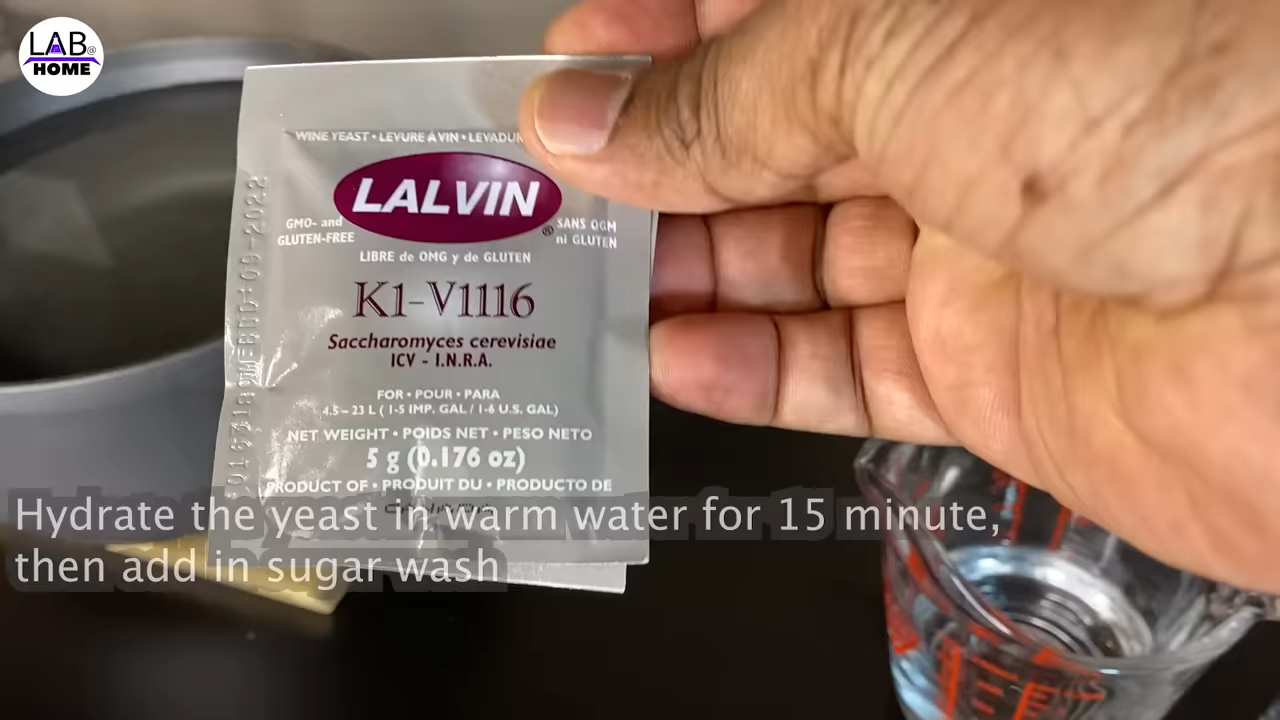 LAB@
HOME
WINE YEAST • LEVURE À VIN • LEVADUR
LALVIN
®
GMO- and
GLUTEN-FREE
SANS OGM
ni GLUTEN
LIBRE de OMG y de GLUTEN
K1-V1116
Saccharomyces cerevisiae
ICV - I.N.R.A.
FOR • POUR • PARA
4.5 – 23 L ( 1-5 IMP. GAL / 1-6 U.S. GAL)
NET WEIGHT • POIDS NET • PESO NETO
5 g (0.176 oz)
PRODUCT OF • PRODUIT DU • PRODUCTO DE
Hydrate the yeast in warm water for 15 minute,
then add in sugar wash